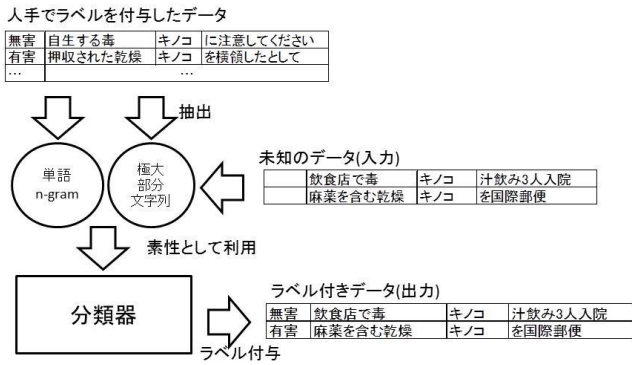 人手でラベルを付与したデータ
無害 自生する毒 キノコ に注意してください
有害 押収された乾燥 キノコ を横領したとして
… …
抽出
単語
n-gram
極大
部分
文字列
未知のデータ(入力)
飲食店で毒 キノコ 汁飲み3人入院
麻薬を含む乾燥 キノコ を国際郵便
素性として利用
分類器
ラベル付きデータ(出力)
無害 飲食店で毒 キノコ 汁飲み3人入院
有害 麻薬を含む乾燥 キノコ を国際郵便
ラベル付与